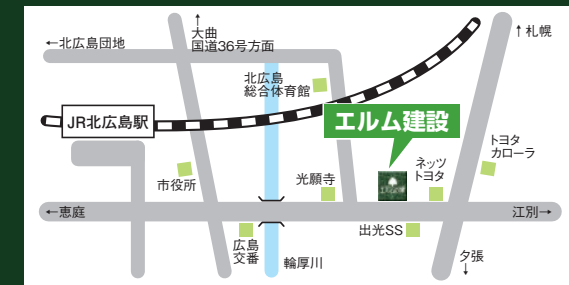 ↑
大曲
国道36号方面
↑札幌
←北広島団地
北広島
総合体育館
JR北広島駅
エルム建設
トヨタ
カローラ
ネッツ
トヨタ
市役所
光願寺
←恵庭
江別→
広島
交番
輪厚川
出光SS
夕張
↓